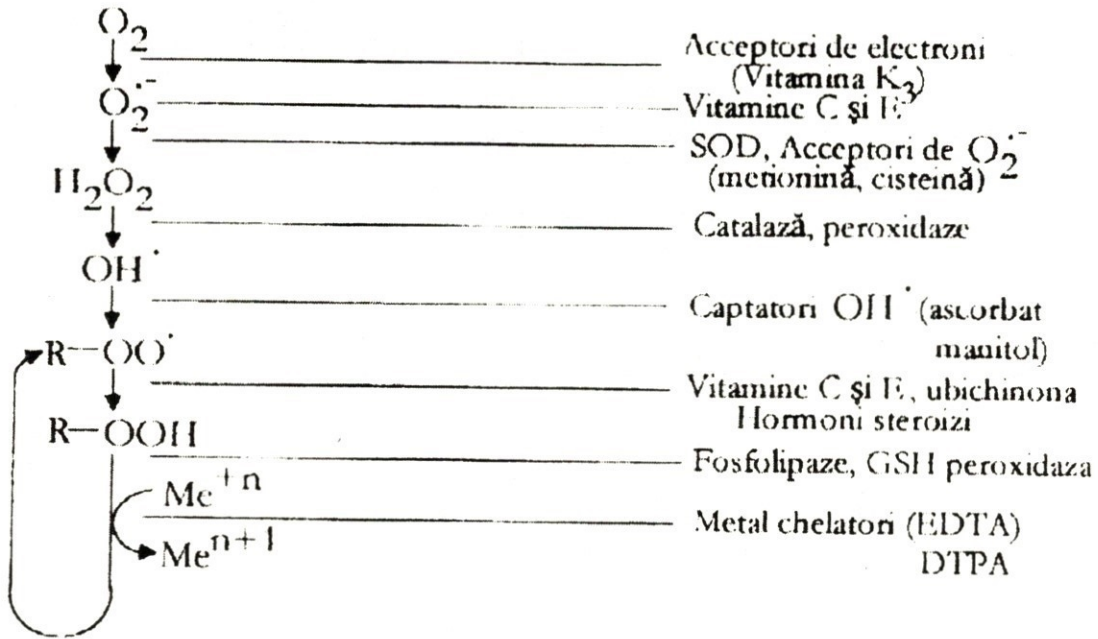 O₂
Acceptori de electroni
(Vitamina K₃)
O₂·⁻
Vitamine C și E
SOD, Acceptori de O₂·⁻
(metionină, cisteină)
H₂O₂
Catalază, peroxidaze
OH·
Captatori OH· (ascorbat
manitol)
R—OO·
Vitamine C și E, ubichinona
Hormoni steroizi
R—OOH
Fosfolipaze, GSH peroxidaza
Me⁺ⁿ
Metal chelatori (EDTA)
Meⁿ⁺¹
DTPA